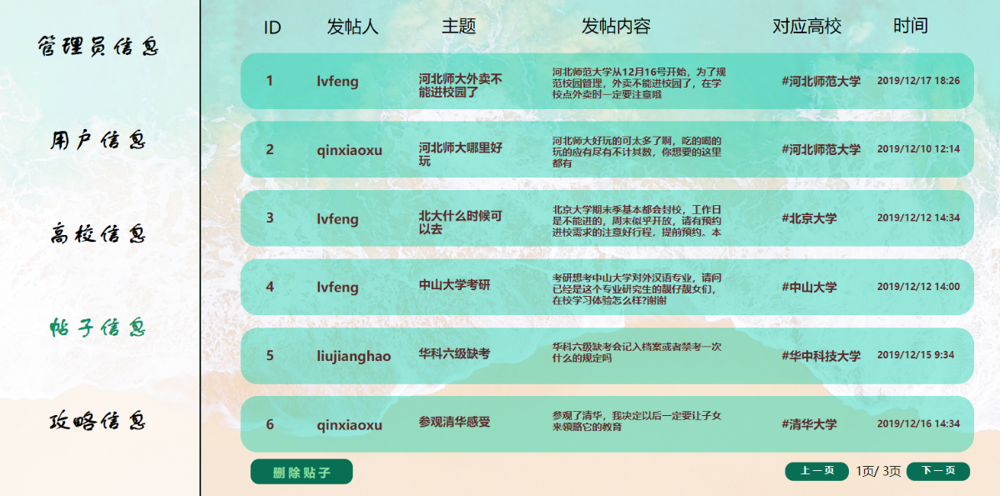 管理员信息
用户信息
高校信息
帖子信息
攻略信息
ID 发帖人 主题 发帖内容 对应高校 时间
1 lvfeng 河北师大外卖不
能进校园了 河北师范大学从12月16号开始，为了规
范校园管理，外卖不能进校园了，在学
校点外卖时一定要注意哦 #河北师范大学 2019/12/17 18:26
2 qinxiaoxu 河北师大哪里好
玩 河北师大好玩的可太多了啊，吃的喝的
玩的应有尽有不计其数，你想要的这里
都有 #河北师范大学 2019/12/10 12:14
3 lvfeng 北大什么时候可
以去 北京大学期末季基本都会封校，工作日
是不能进的，周末似乎开放，请有预约
进校需求的注意好行程，提前预约。本 #北京大学 2019/12/12 14:34
4 lvfeng 中山大学考研 考研想考中山大学对外汉语专业，请问
已经是这个专业研究生的靓仔靓女们，
在校学习体验怎么样?谢谢 #中山大学 2019/12/12 14:00
5 liujianghao 华科六级缺考 华科六级缺考会记入档案或者禁考一次
什么的规定吗 #华中科技大学 2019/12/15 9:34
6 qinxiaoxu 参观清华感受 参观了清华，我决定以后一定要让子女
来领略它的教育 #清华大学 2019/12/16 14:34
删除贴子 上一页 1页/ 3页 下一页